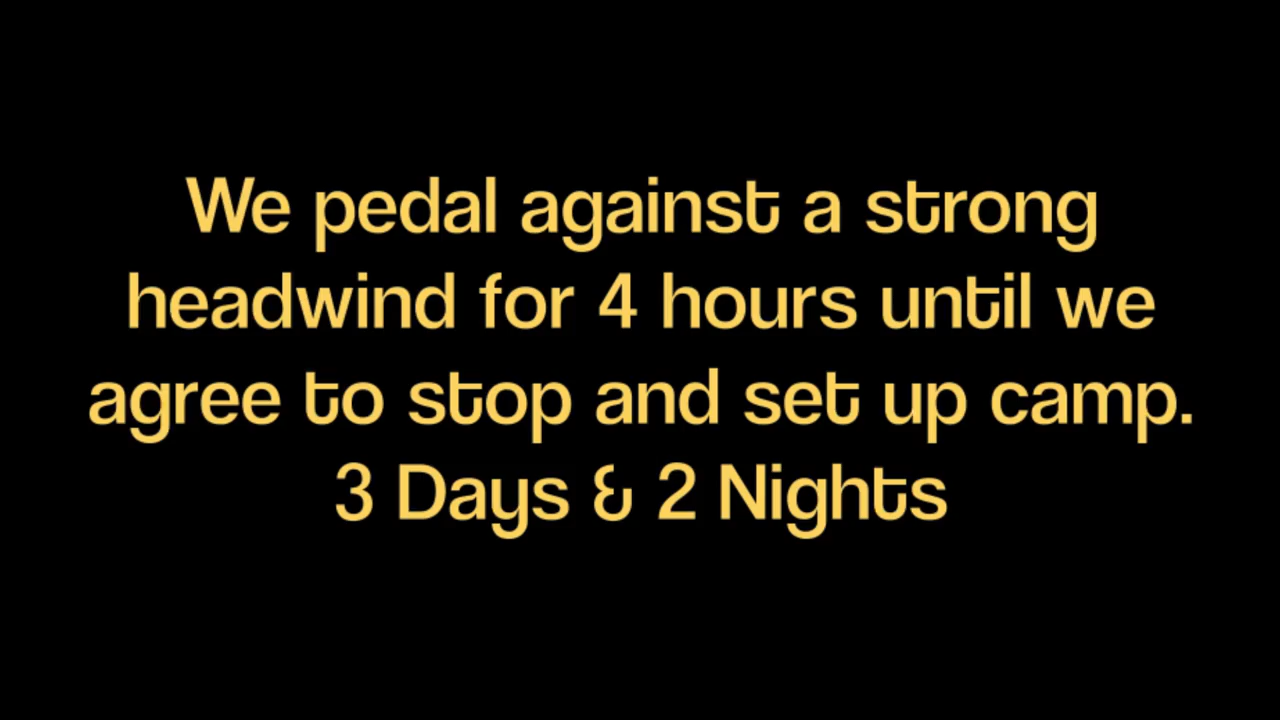 We pedal against a strong
headwind for 4 hours until we
agree to stop and set up camp.
3 Days & 2 Nights